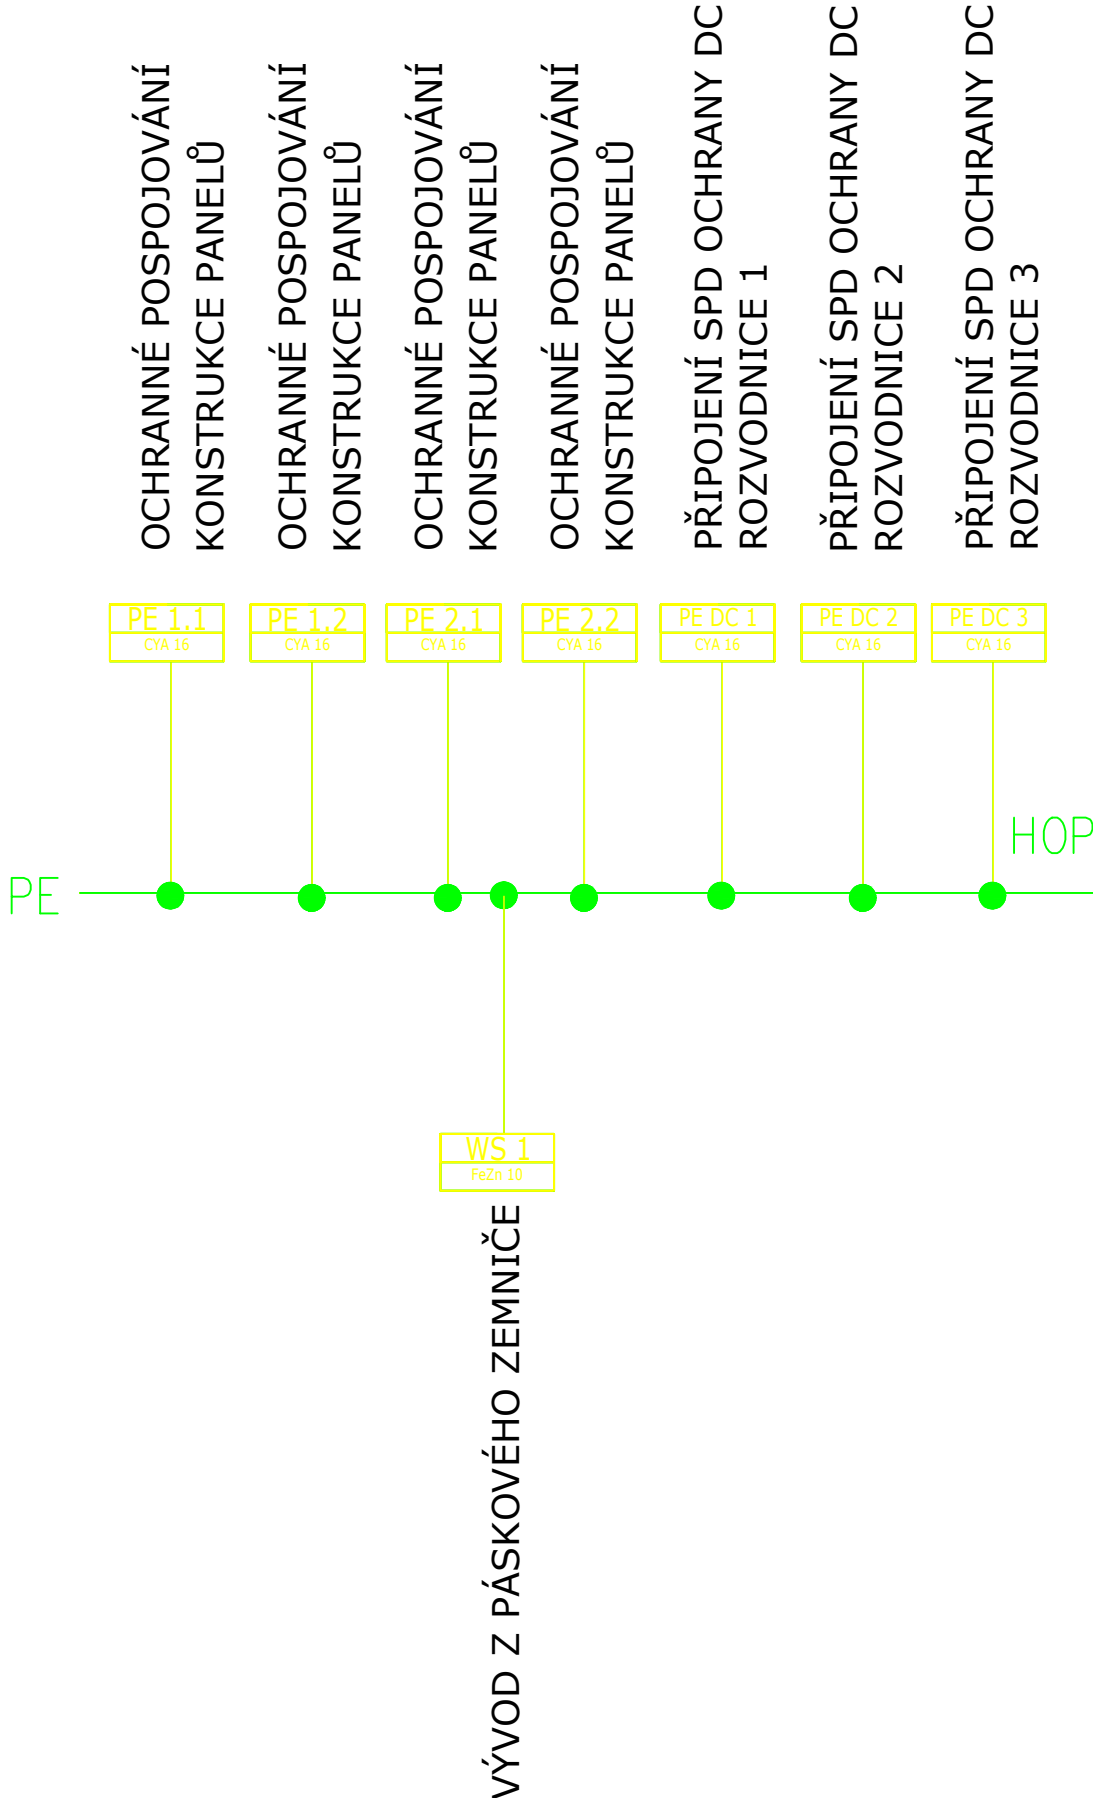 OCHRANNÉ POSPOJOVÁNÍ
KONSTRUKCE PANELŮ
OCHRANNÉ POSPOJOVÁNÍ
KONSTRUKCE PANELŮ
OCHRANNÉ POSPOJOVÁNÍ
KONSTRUKCE PANELŮ
OCHRANNÉ POSPOJOVÁNÍ
KONSTRUKCE PANELŮ
PŘIPOJENÍ SPD OCHRANY DC
ROZVODNICE 1
PŘIPOJENÍ SPD OCHRANY DC
ROZVODNICE 2
PŘIPOJENÍ SPD OCHRANY DC
ROZVODNICE 3
PE 1.1
CYA 16
PE 1.2
CYA 16
PE 2.1
CYA 16
PE 2.2
CYA 16
PE DC 1
CYA 16
PE DC 2
CYA 16
PE DC 3
CYA 16
HOP
PE
WS 1
FeZn 10
VÝVOD Z PÁSKOVÉHO ZEMNIČE